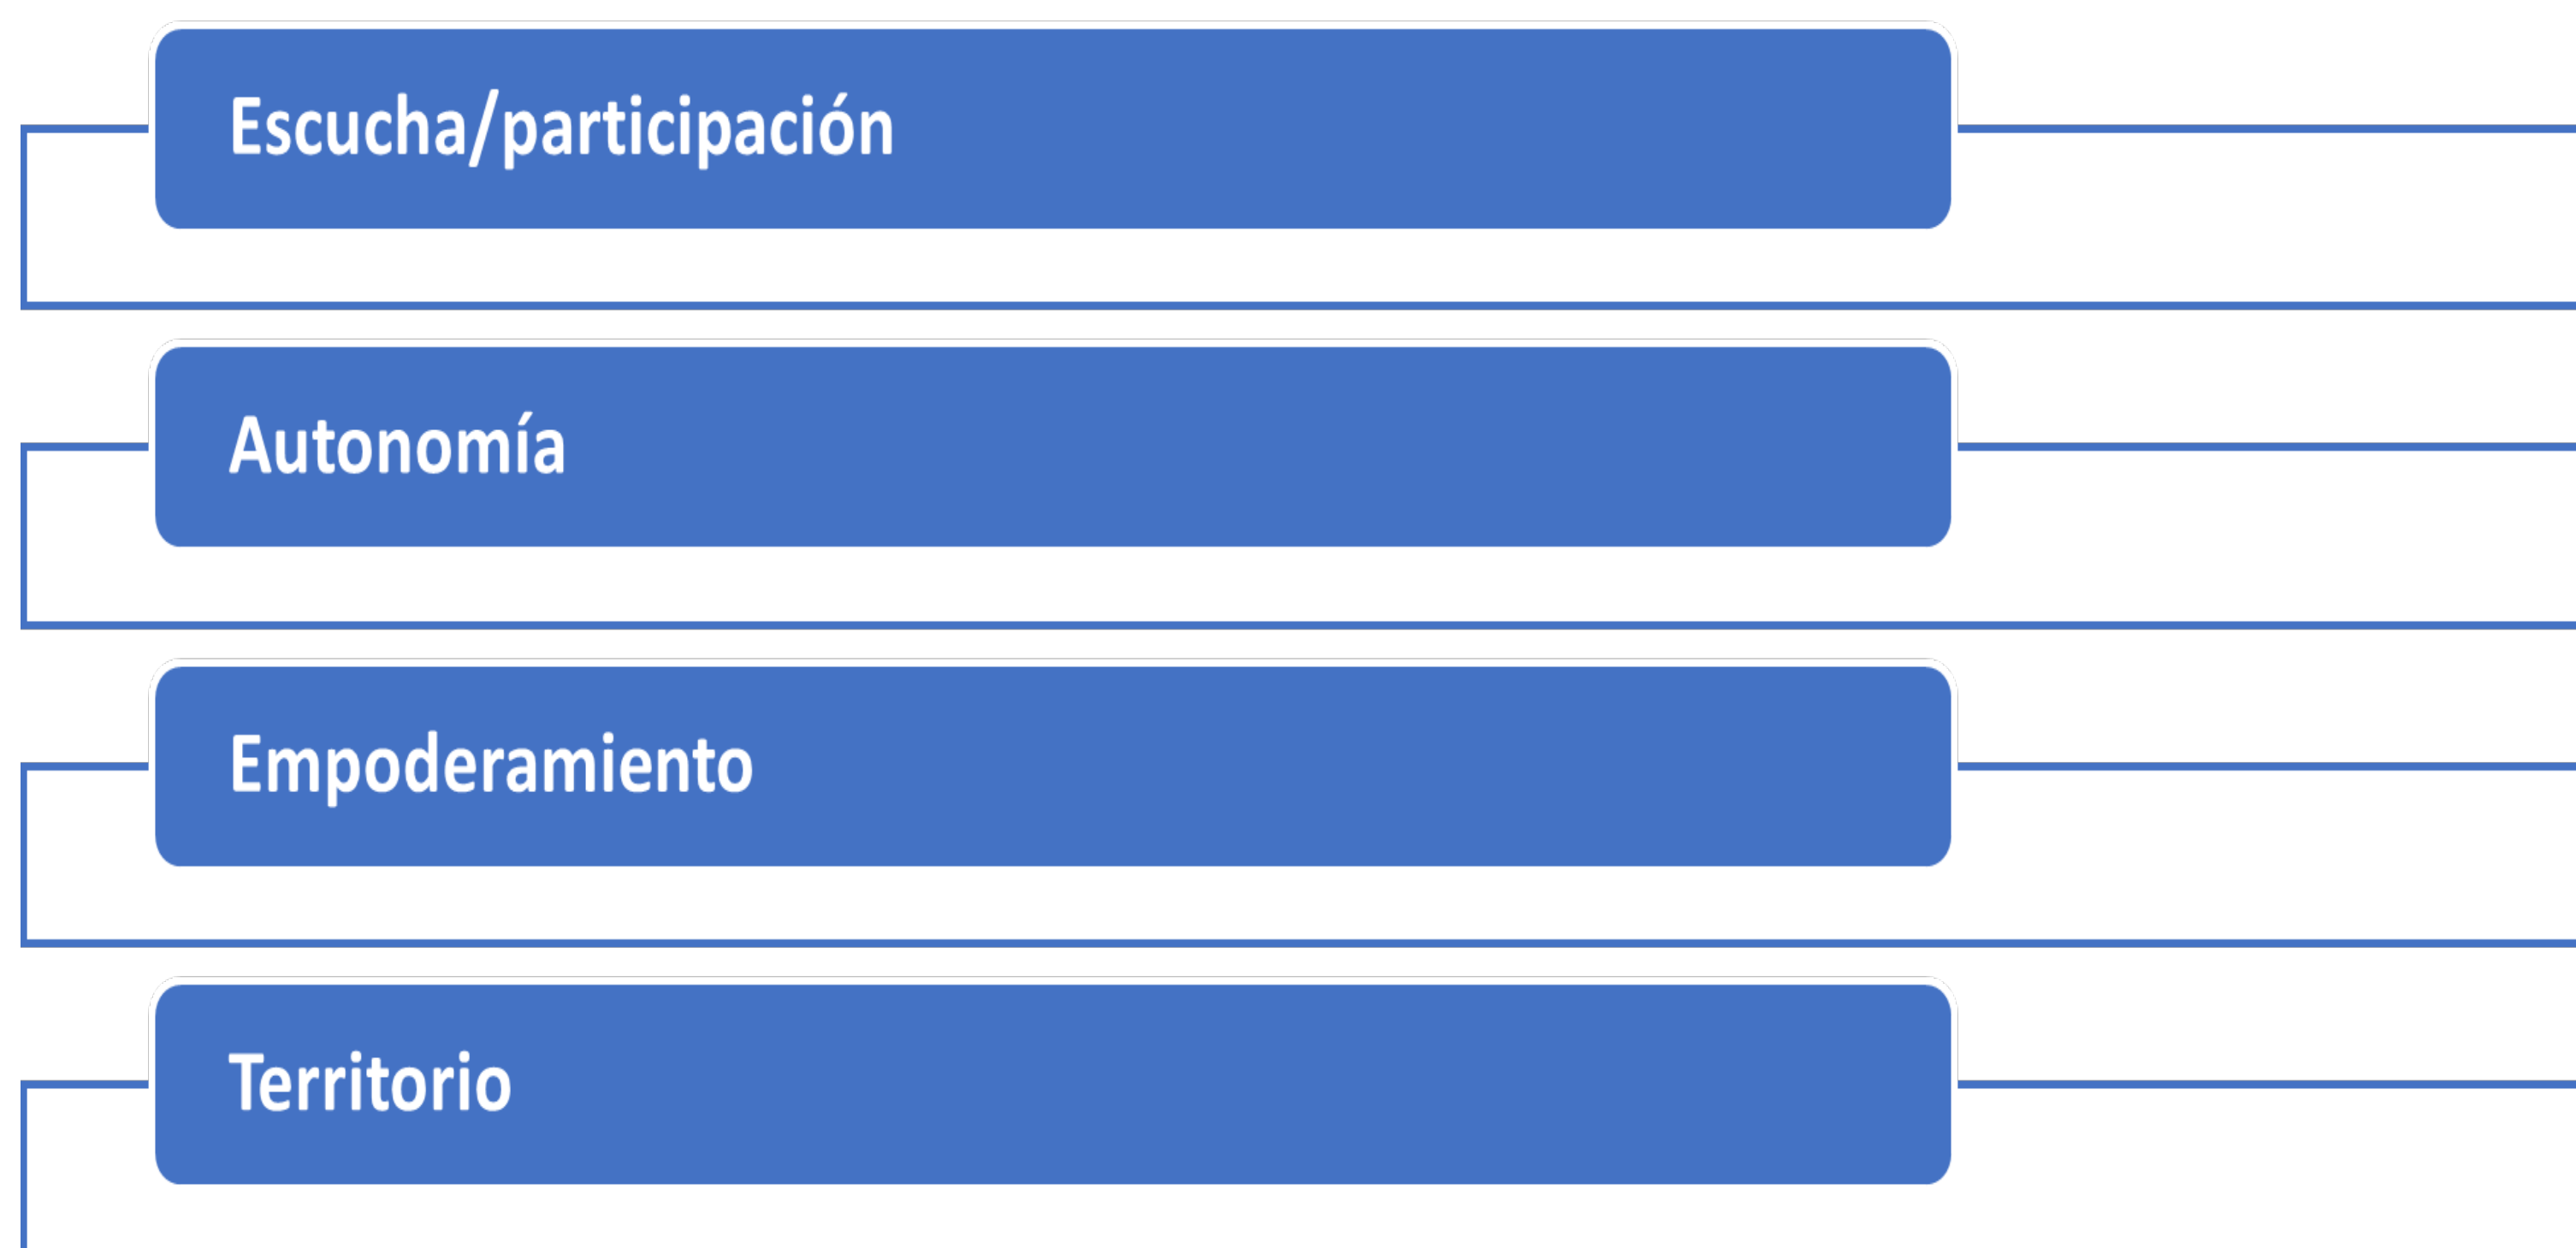 Escucha/participación
Autonomía
Empoderamiento
Territorio